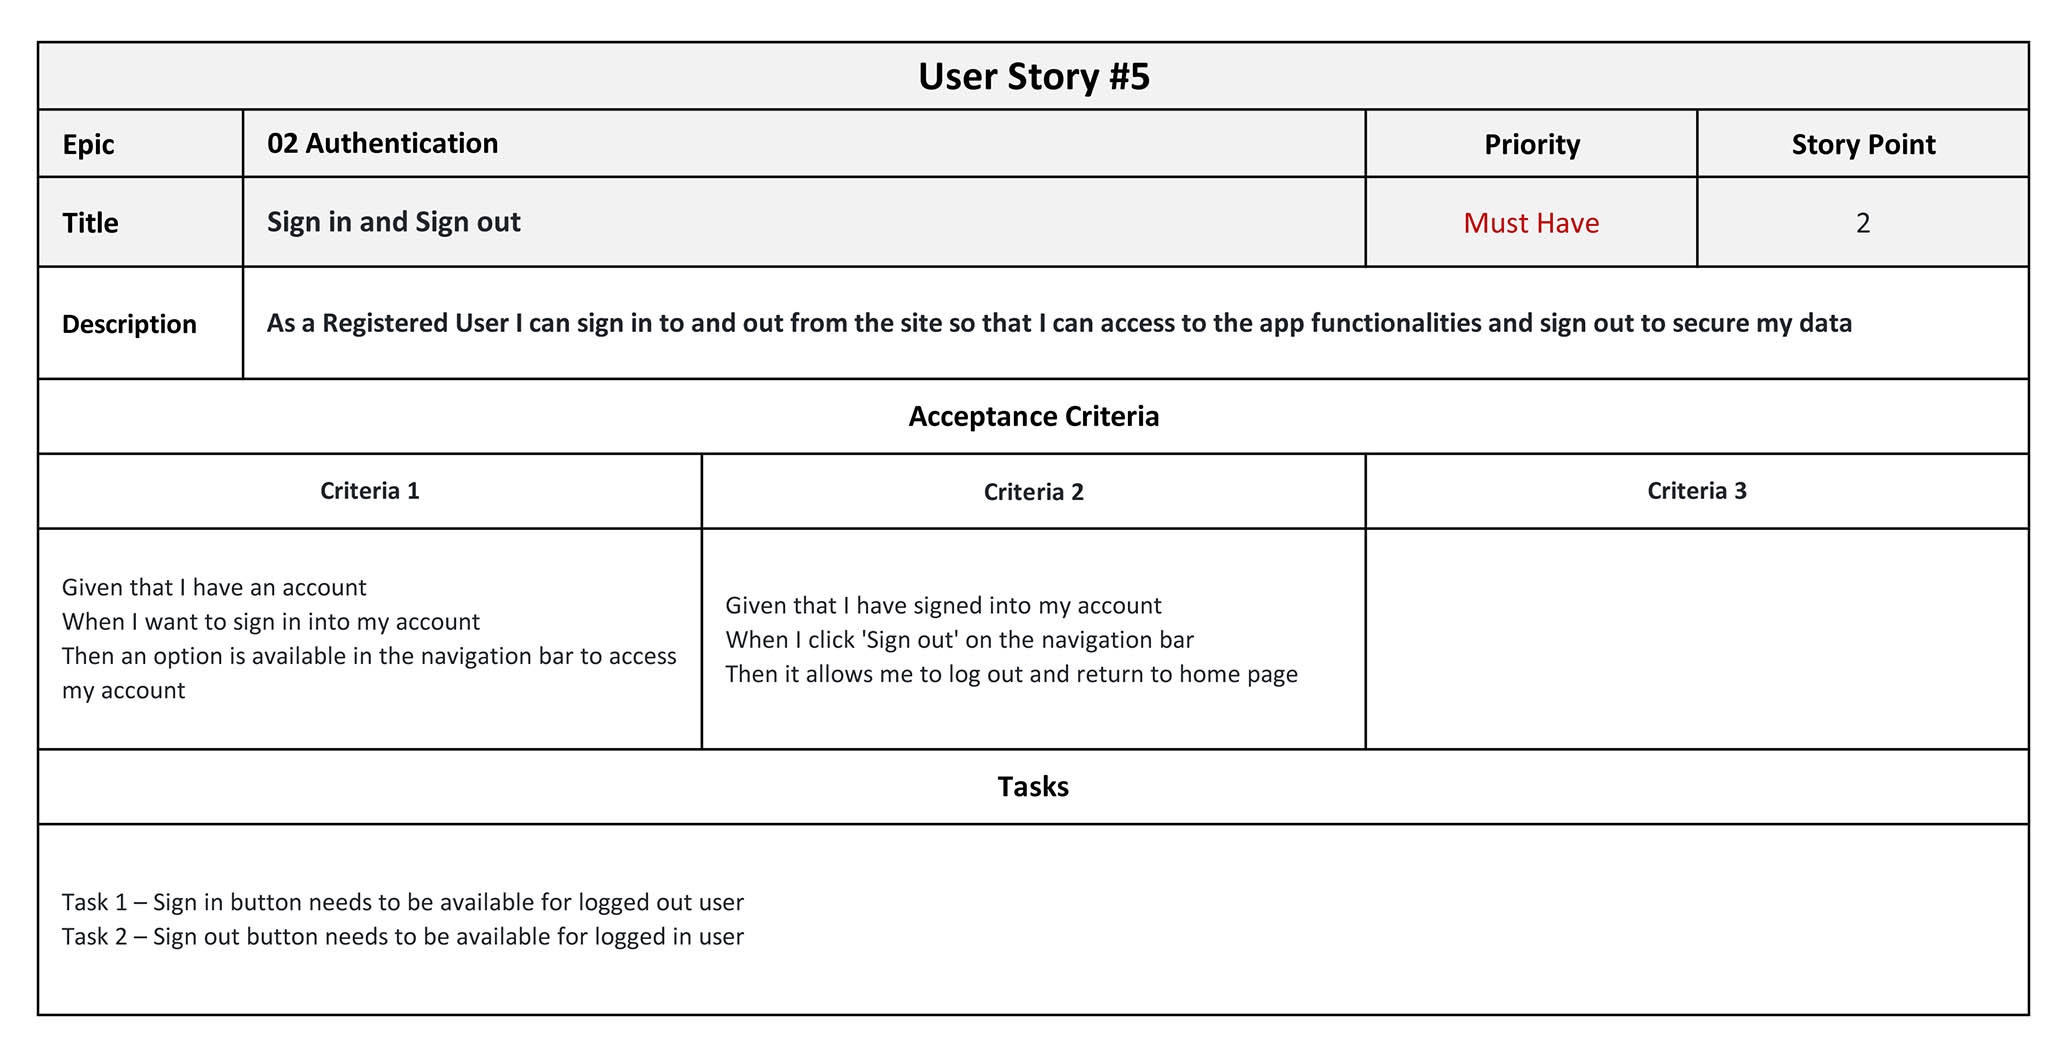 User Story #5
Epic
02 Authentication
Priority
Story Point
Title
Sign in and Sign out
Must Have
2
Description
As a Registered User I can sign in to and out from the site so that I can access to the app functionalities and sign out to secure my data
Acceptance Criteria
Criteria 1
Criteria 2
Criteria 3
Given that I have an account
When I want to sign in into my account
Then an option is available in the navigation bar to access
my account
Given that I have signed into my account
When I click 'Sign out' on the navigation bar
Then it allows me to log out and return to home page
Tasks
Task 1 – Sign in button needs to be available for logged out user
Task 2 – Sign out button needs to be available for logged in user